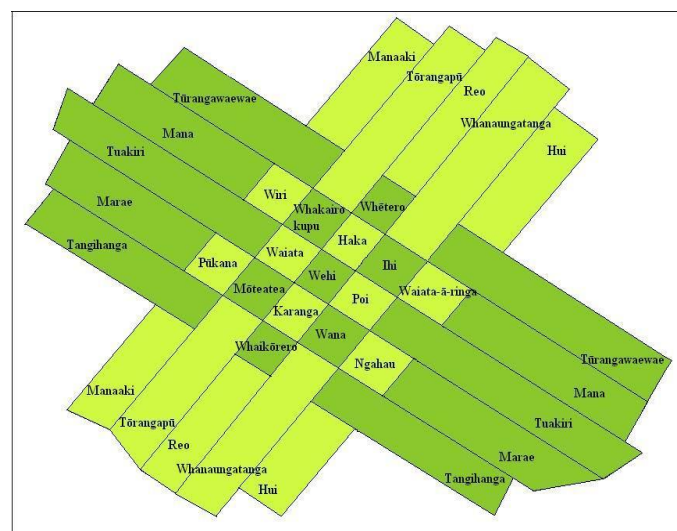 Manaaki
Tōrangapū
Reo
Whanaungatanga
Hui
Tūrangawaewae
Mana
Tuakiri
Marae
Tangihanga
Wiri
Whakairo
kupu
Whētero
Haka
Ihi
Waiata
Wehi
Waiata-ā-ringa
Pūkana
Mōteatea
Poi
Karanga
Wana
Whaikōrero
Ngahau
Tūrangawaewae
Mana
Tuakiri
Marae
Tangihanga
Manaaki
Tōrangapū
Reo
Whanaungatanga
Hui